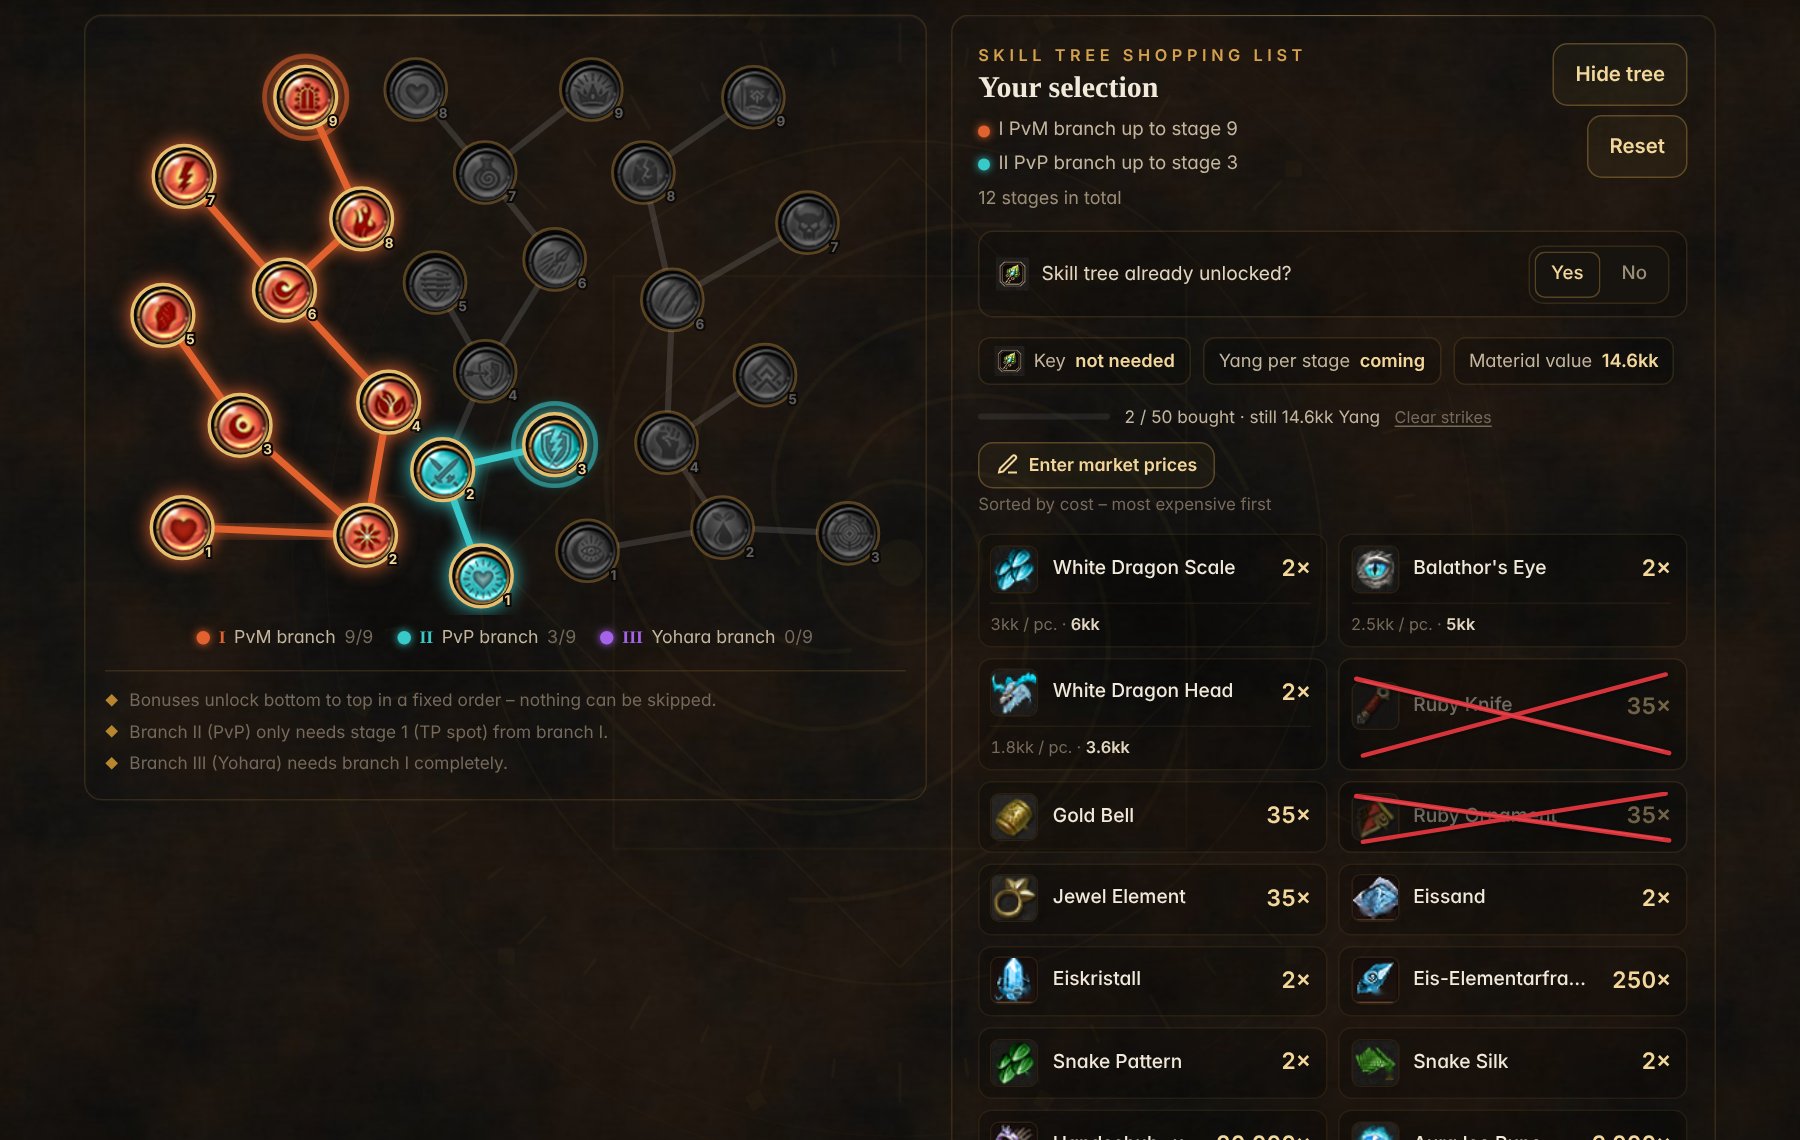 9
8
9
9
7
7
8
8
7
6
6
5
6
5
4
4
5
3
3
2
4
1
2
2
3
1
1
I PvM branch 9/9 II PvP branch 3/9 III Yohara branch 0/9
Bonuses unlock bottom to top in a fixed order – nothing can be skipped.
Branch II (PvP) only needs stage 1 (TP spot) from branch I.
Branch III (Yohara) needs branch I completely.
SKILL TREE SHOPPING LIST
Your selection
Hide tree
I PvM branch up to stage 9
II PvP branch up to stage 3
Reset
12 stages in total
Skill tree already unlocked? Yes No
Key not needed Yang per stage coming Material value 14.6kk
2 / 50 bought · still 14.6kk Yang Clear strikes
Enter market prices
Sorted by cost – most expensive first
White Dragon Scale 2×
3kk / pc. · 6kk
Balathor's Eye 2×
2.5kk / pc. · 5kk
White Dragon Head 2×
1.8kk / pc. · 3.6kk
Ruby Knife 35×
Gold Bell 35×
Ruby Ornament 35×
Jewel Element 35×
Eissand 2×
Eiskristall 2×
Eis-Elementarfra... 250×
Snake Pattern 2×
Snake Silk 2×